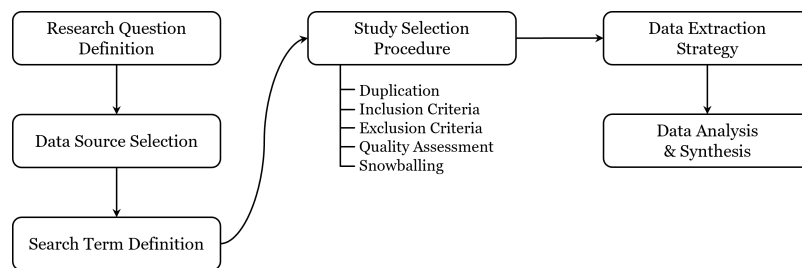 Research Question
Definition
Data Source Selection
Search Term Definition
Study Selection
Procedure
Duplication
Inclusion Criteria
Exclusion Criteria
Quality Assessment
Snowballing
Data Extraction
Strategy
Data Analysis
& Synthesis